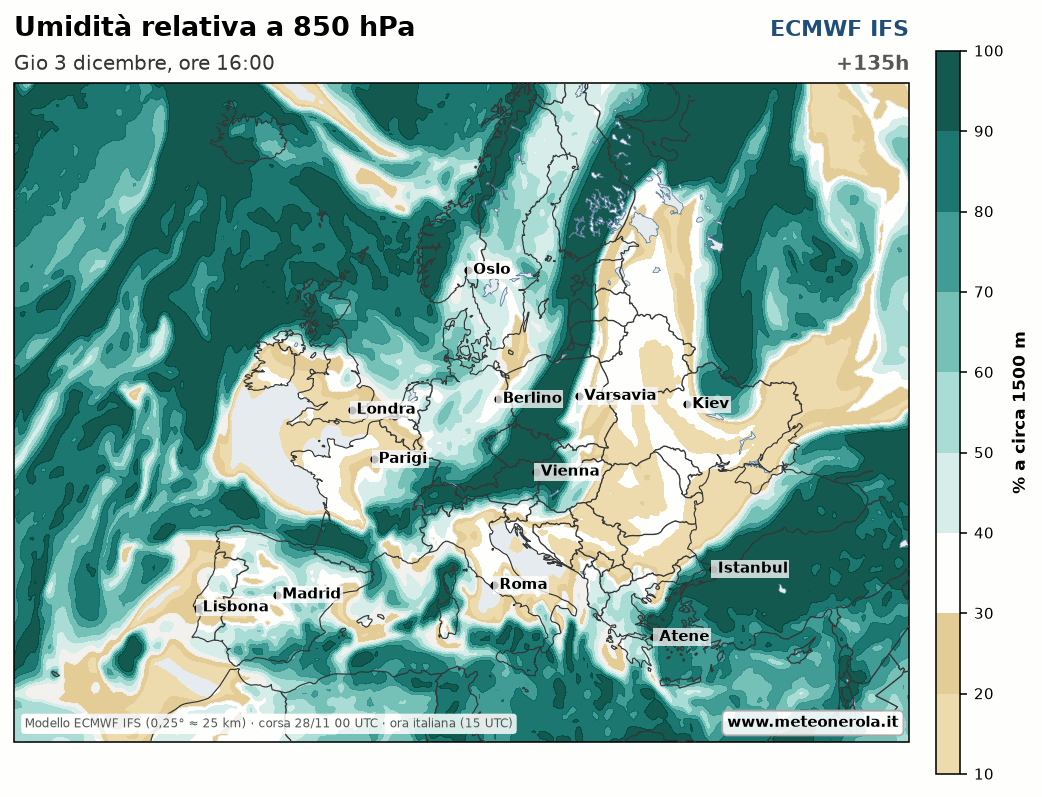 Umidità relativa a 850 hPa
ECMWF IFS
Gio 3 dicembre, ore 16:00
+135h
100
90
80
70
60
50
40
30
20
10
% a circa 1500 m
Oslo
Berlino
Varsavia
Kiev
Londra
Parigi
Vienna
Istanbul
Roma
Madrid
Lisbona
Atene
Modello ECMWF IFS (0,25° ≈ 25 km) · corsa 28/11 00 UTC · ora italiana (15 UTC)
www.meteonerola.it